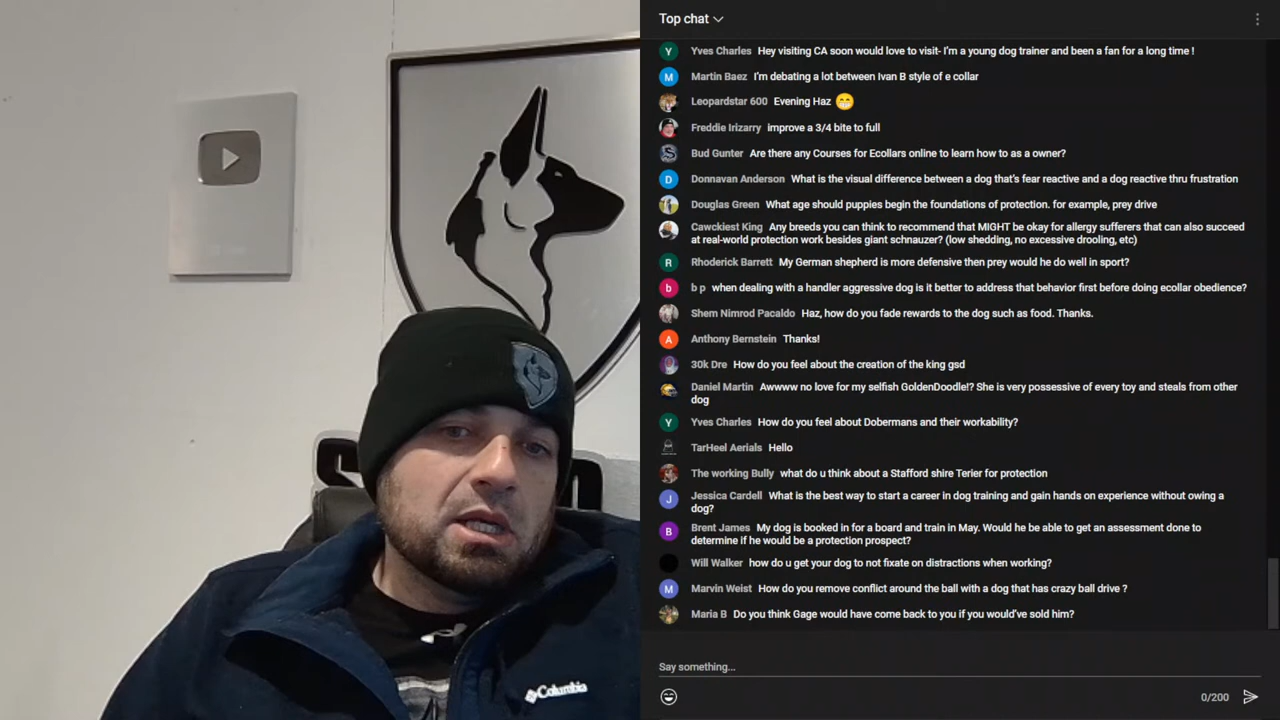 Top chat
Yves Charles Hey visiting CA soon would love to visit- I'm a young dog trainer and been a fan for a long time !
Martin Baez I'm debating a lot between Ivan B style of e collar
Leopardstar 600 Evening Haz
Freddie Irizarry improve a 3/4 bite to full
Bud Gunter Are there any Courses for Ecollars online to learn how to as a owner?
Donnavan Anderson What is the visual difference between a dog that's fear reactive and a dog reactive thru frustration
Douglas Green What age should puppies begin the foundations of protection. for example, prey drive
Cawckiest King Any breeds you can think to recommend that MIGHT be okay for allergy sufferers that can also succeed
at real-world protection work besides giant schnauzer? (low shedding, no excessive drooling, etc)
Rhoderick Barrett My German shepherd is more defensive then prey would he do well in sport?
b p when dealing with a handler aggressive dog is it better to address that behavior first before doing ecollar obedience?
Shem Nimrod Pacaldo Haz, how do you fade rewards to the dog such as food. Thanks.
Anthony Bernstein Thanks!
30k Dre How do you feel about the creation of the king gsd
Daniel Martin Awwww no love for my selfish GoldenDoodle!? She is very possessive of every toy and steals from other
dog
Yves Charles How do you feel about Dobermans and their workability?
TarHeel Aerials Hello
The working Bully what do u think about a Stafford shire Terier for protection
Jessica Cardell What is the best way to start a career in dog training and gain hands on experience without owning a
dog?
Brent James My dog is booked in for a board and train in May. Would he be able to get an assessment done to
determine if he would be a protection prospect?
Will Walker how do u get your dog to not fixate on distractions when working?
Marvin Weist How do you remove conflict around the ball with a dog that has crazy ball drive ?
Maria B Do you think Gage would have come back to you if you would've sold him?
Say something...
0/200
Columbia